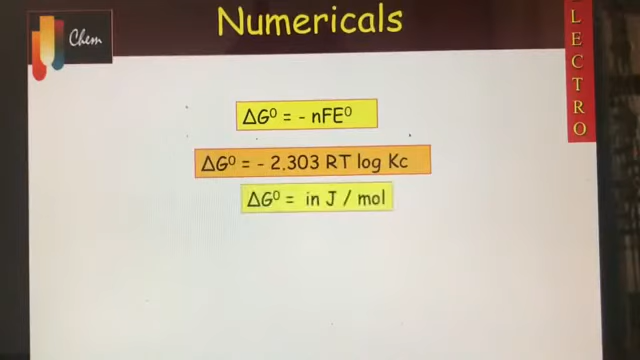 Numericals
Chem
ΔG⁰ = - nFE⁰
ΔG⁰ = - 2.303 RT log Kc
ΔG⁰ = in J / mol
L
E
C
T
R
O